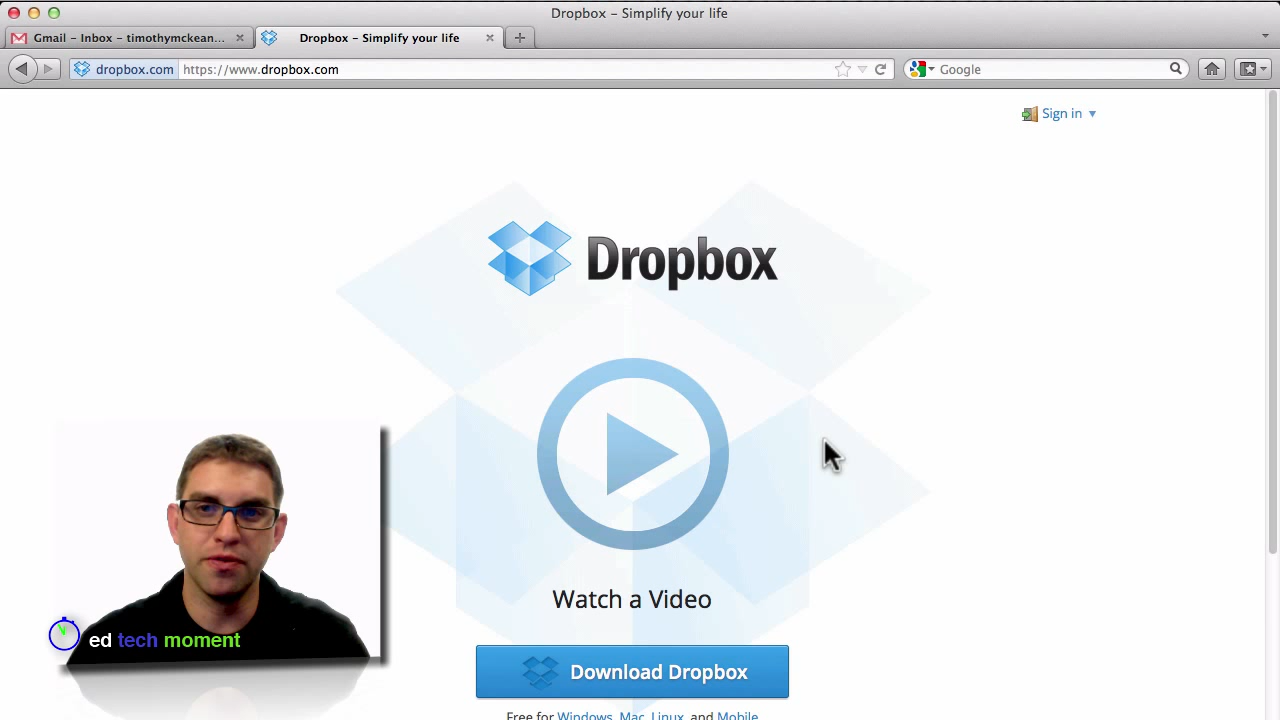 Dropbox – Simplify your life
Gmail – Inbox – timothymckean...
Dropbox – Simplify your life
dropbox.com
https://www.dropbox.com
Google
Sign in
Dropbox
Watch a Video
ed tech moment
Download Dropbox
Free for Windows, Mac, Linux, and Mobile